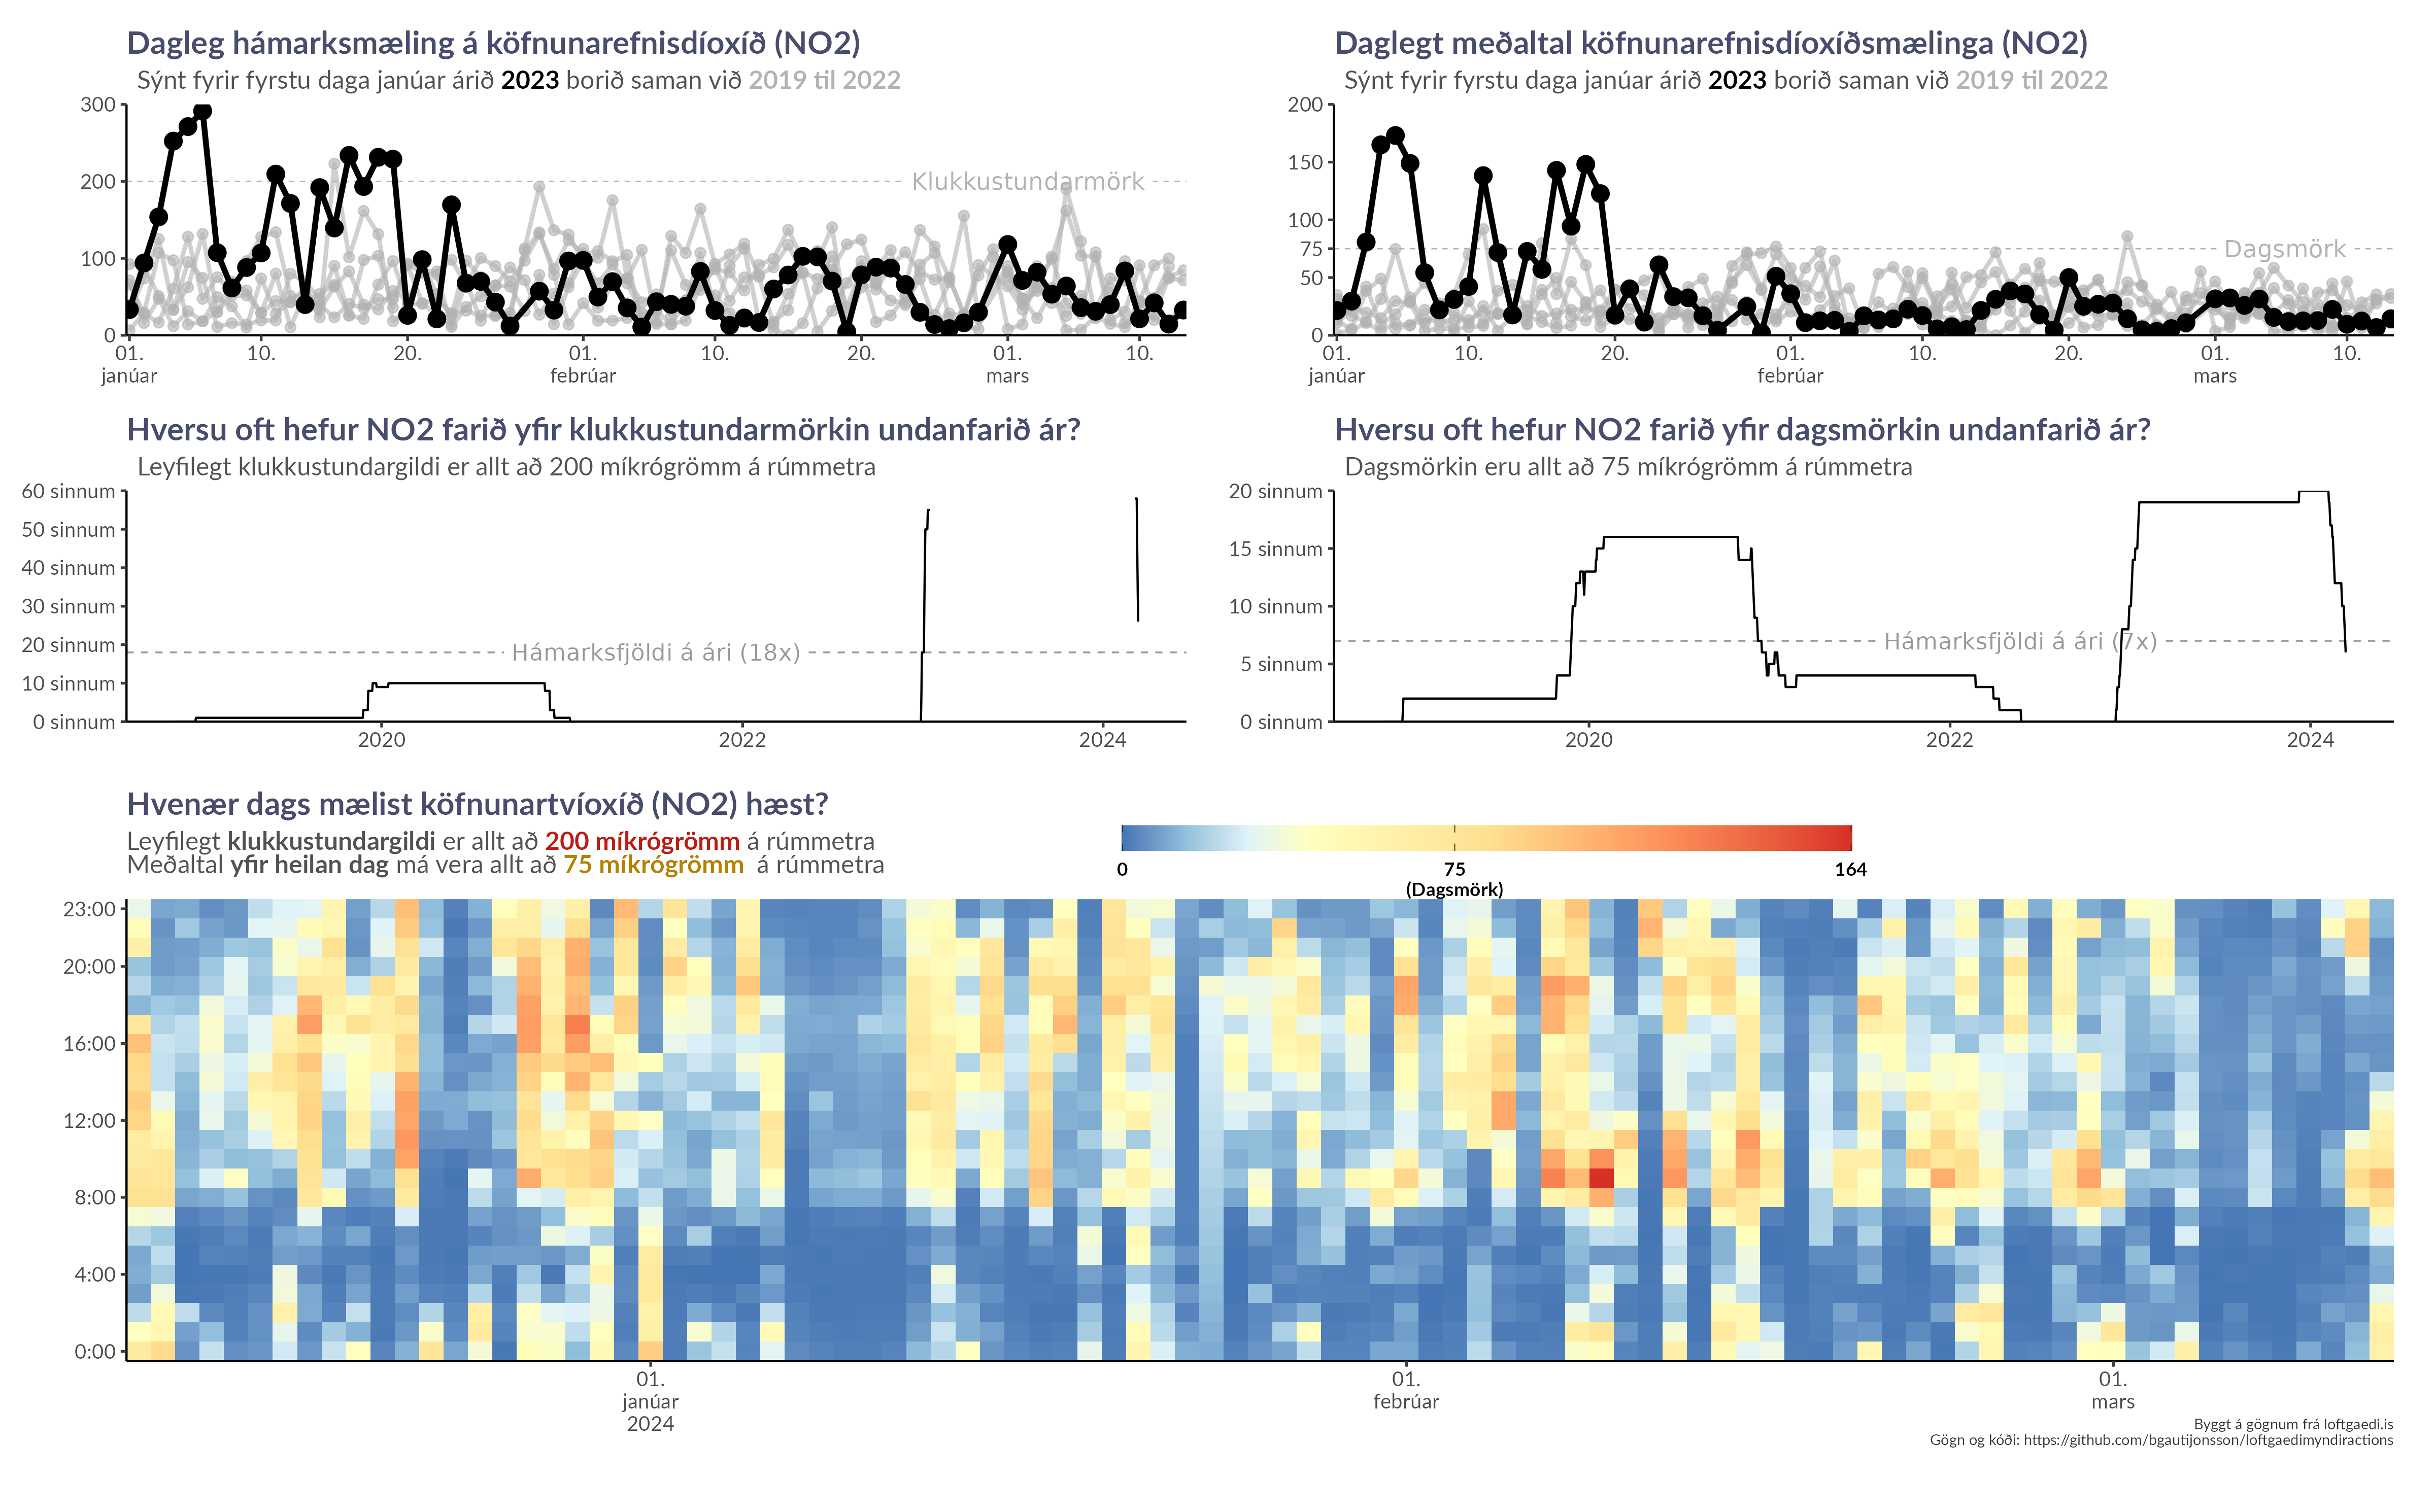 Dagleg hámarksmæling á köfnunarefnisdíoxíð (NO2)
Sýnt fyrir fyrstu daga janúar árið 2023 borið saman við 2019 til 2022
300
200
100
0
Klukkustundarmörk
01. 10. 20. 01. 10. 20. 01. 10.
janúar febrúar mars
Daglegt meðaltal köfnunarefnisdíoxíðsmælinga (NO2)
Sýnt fyrir fyrstu daga janúar árið 2023 borið saman við 2019 til 2022
200
150
100
75
50
0
Dagsmörk
01. 10. 20. 01. 10. 20. 01. 10.
janúar febrúar mars
Hversu oft hefur NO2 farið yfir klukkustundarmörkin undanfarið ár?
Leyfilegt klukkustundargildi er allt að 200 míkrógrömm á rúmmetra
60 sinnum
50 sinnum
40 sinnum
30 sinnum
20 sinnum
10 sinnum
0 sinnum
Hámarksfjöldi á ári (18x)
2020 2022 2024
Hversu oft hefur NO2 farið yfir dagsmörkin undanfarið ár?
Dagsmörkin eru allt að 75 míkrógrömm á rúmmetra
20 sinnum
15 sinnum
10 sinnum
5 sinnum
0 sinnum
Hámarksfjöldi á ári (7x)
2020 2022 2024
Hvenær dags mælist köfnunartvíoxíð (NO2) hæst?
Leyfilegt klukkustundargildi er allt að 200 míkrógrömm á rúmmetra
Meðaltal yfir heilan dag má vera allt að 75 míkrógrömm á rúmmetra
0 75 164
(Dagsmörk)
23:00
20:00
16:00
12:00
8:00
4:00
0:00
01. 01. 01.
janúar febrúar mars
2024
Byggt á gögnum frá loftgaedi.is
Gögn og kóði: https://github.com/bgautijonsson/loftgaedimyndiractions